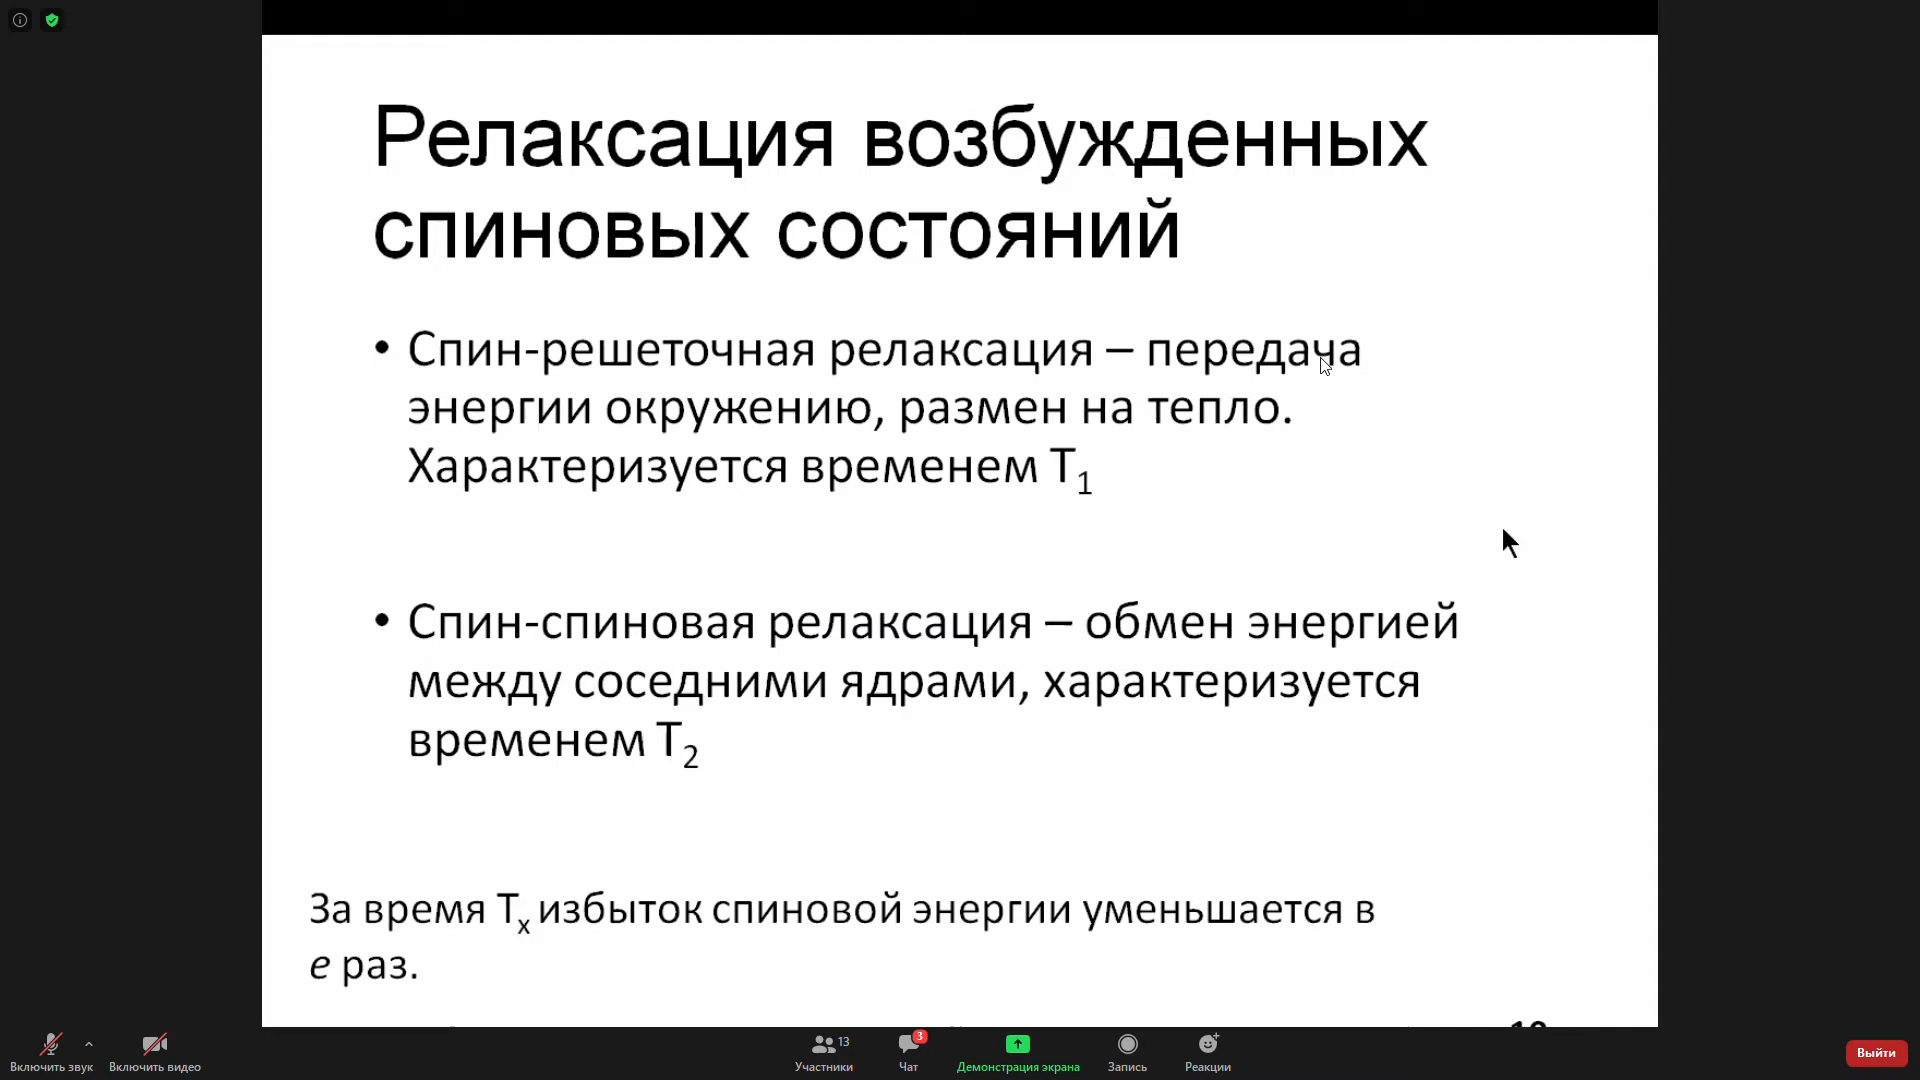 Релаксация возбужденных
спиновых состояний
• Спин-решеточная релаксация – передача
энергии окружению, размен на тепло.
Характеризуется временем T₁
• Спин-спиновая релаксация – обмен энергией
между соседними ядрами, характеризуется
временем T₂
За время Tₓ избыток спиновой энергии уменьшается в
e раз.
13
3
Включить звук
Включить видео
Участники
Чат
Демонстрация экрана
Запись
Реакции
Выйти